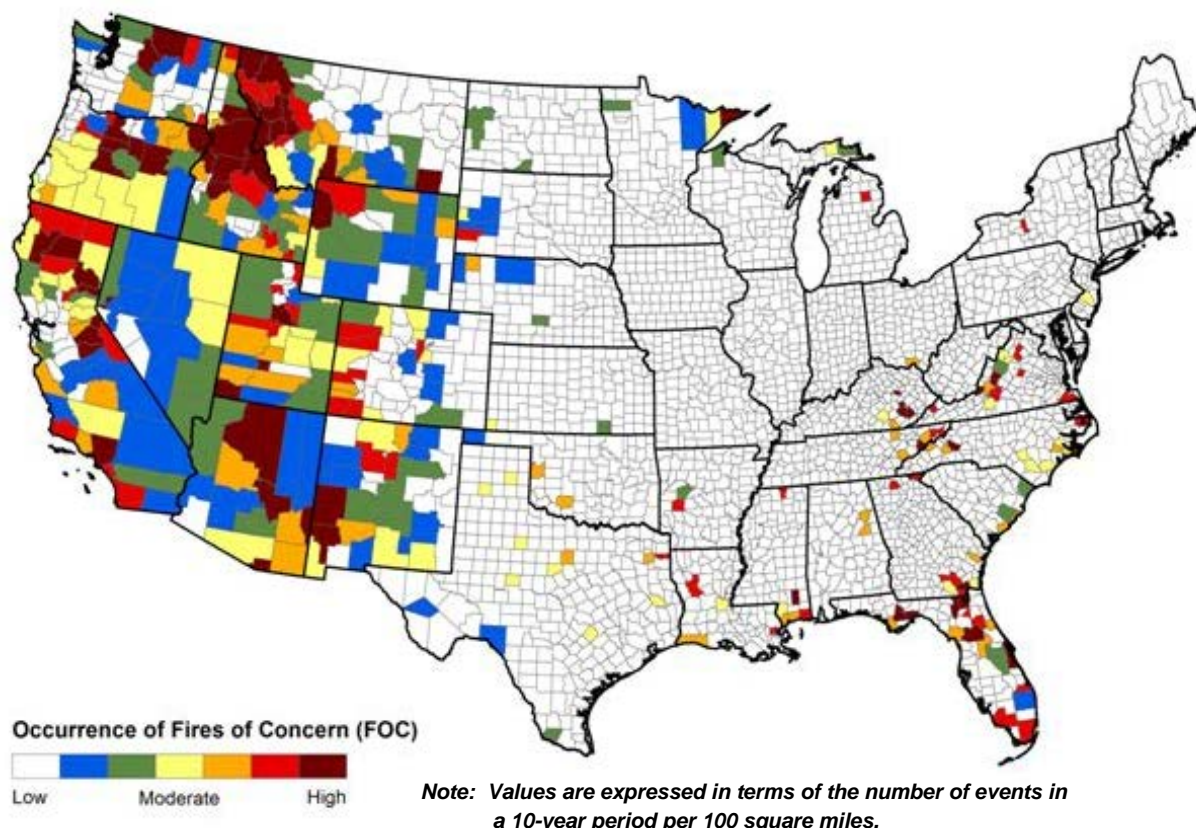 Occurrence of Fires of Concern (FOC)
Low Moderate High
Note: Values are expressed in terms of the number of events in
a 10-year period per 100 square miles.